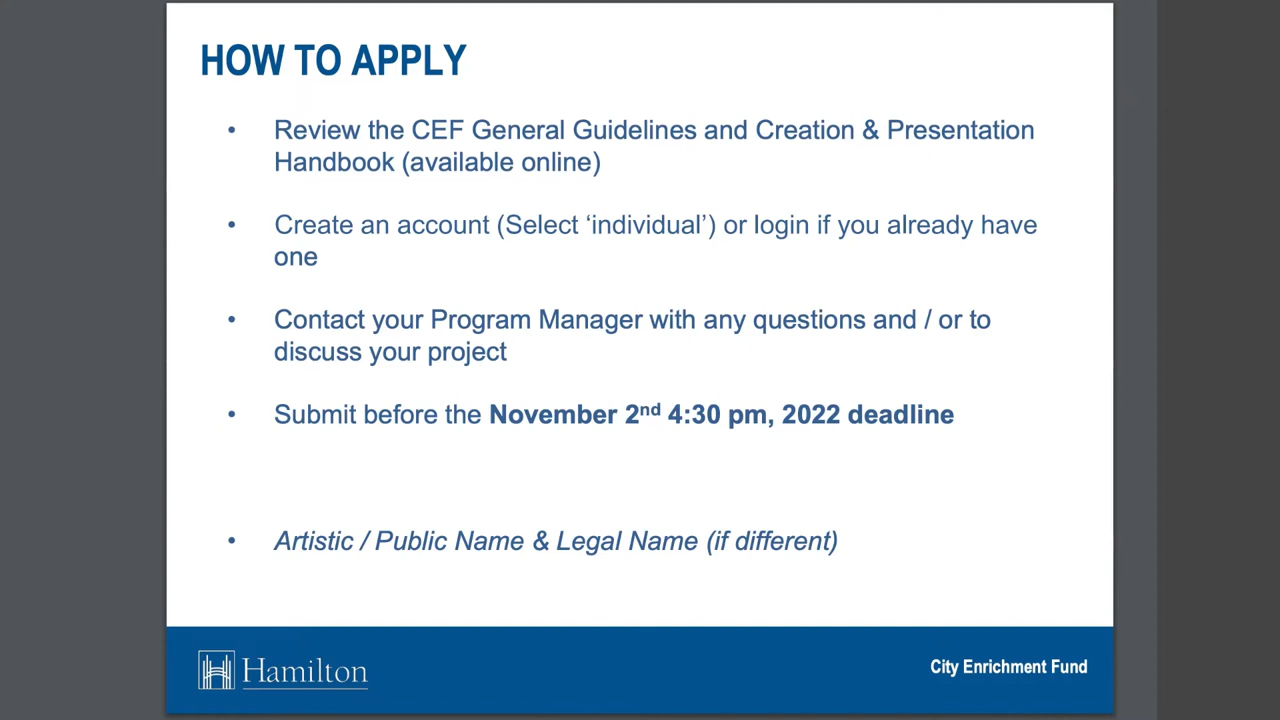 HOW TO APPLY
• Review the CEF General Guidelines and Creation & Presentation
Handbook (available online)
• Create an account (Select ‘individual’) or login if you already have
one
• Contact your Program Manager with any questions and / or to
discuss your project
• Submit before the November 2nd 4:30 pm, 2022 deadline
• Artistic / Public Name & Legal Name (if different)
Hamilton
City Enrichment Fund